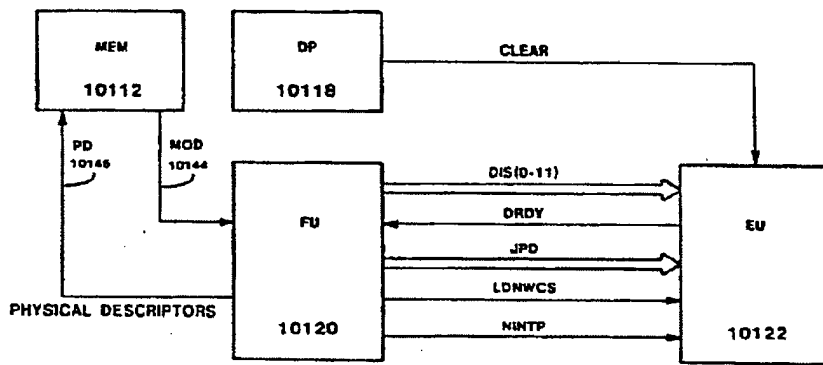 MEM
10112
DP
10118
CLEAR
PD
10146
MOD
10144
DIS(0-11)
DRDY
FU
EU
JPD
LDNWCS
PHYSICAL DESCRIPTORS
NINTP
10120
10122